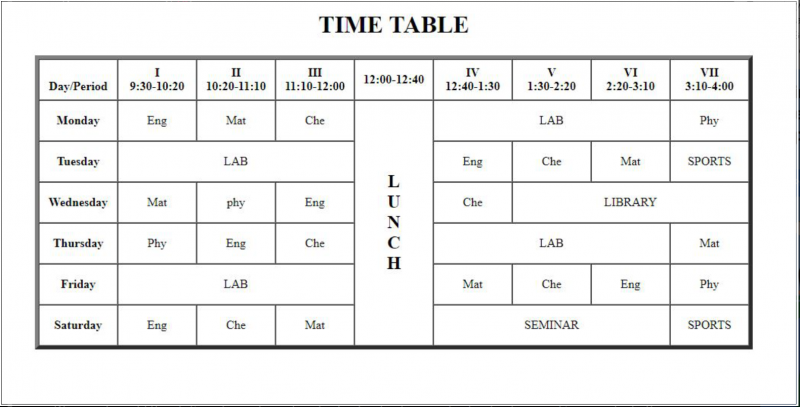 TIME TABLE
Day/Period I 9:30-10:20 II 10:20-11:10 III 11:10-12:00 12:00-12:40 IV 12:40-1:30 V 1:30-2:20 VI 2:20-3:10 VII 3:10-4:00
Monday Eng Mat Che LUNCH LAB Phy
Tuesday LAB Eng Che Mat SPORTS
Wednesday Mat phy Eng Che LIBRARY
Thursday Phy Eng Che LAB Mat
Friday LAB Mat Che Eng Phy
Saturday Eng Che Mat SEMINAR SPORTS